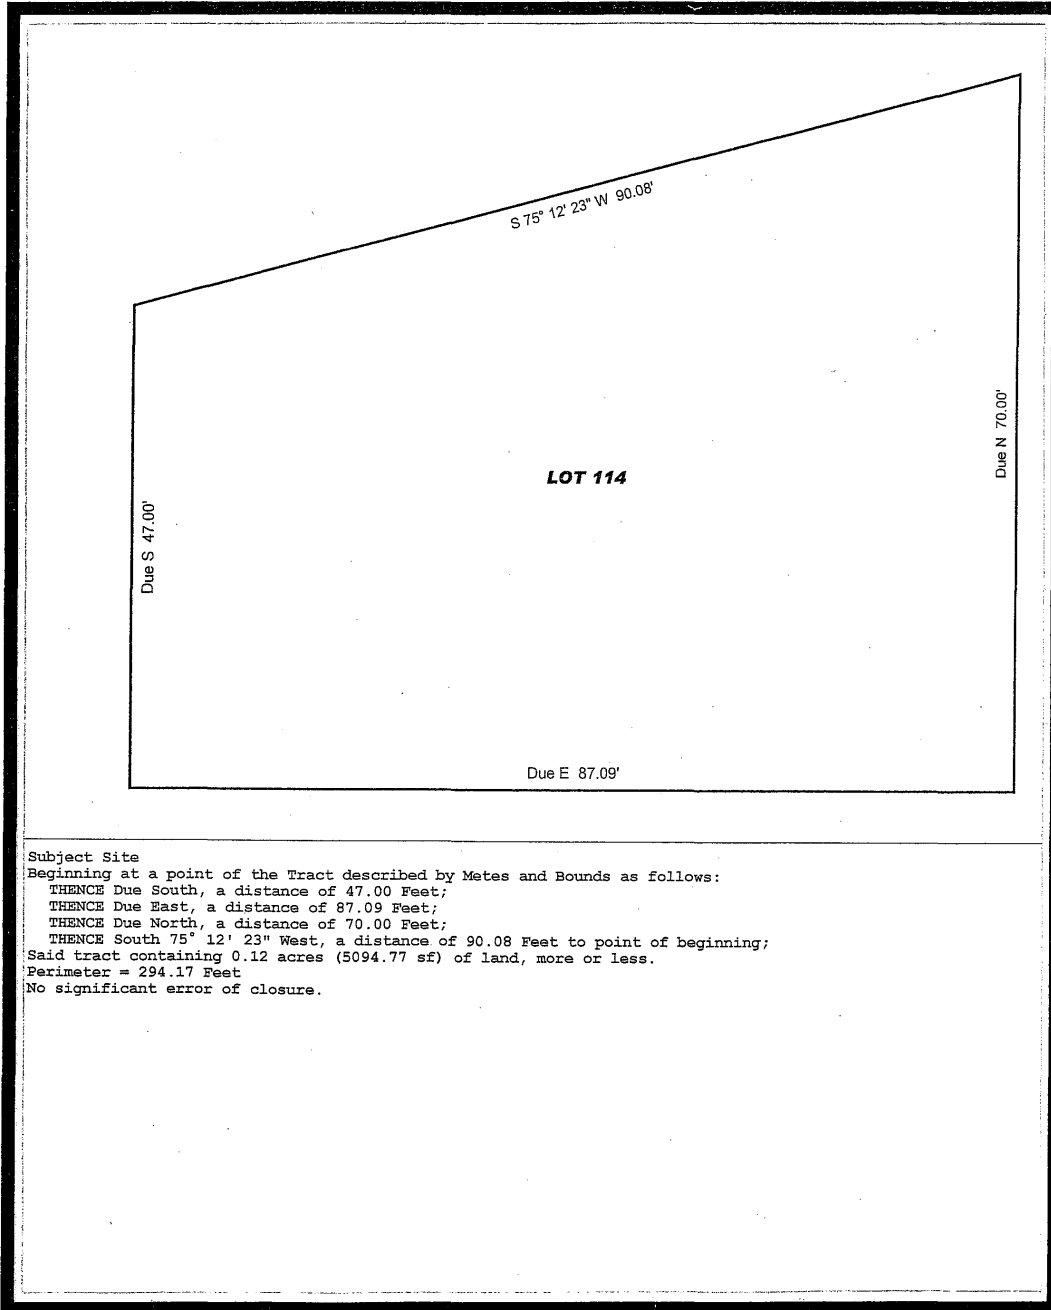 S 75° 12' 23" W 90.08'
Due N 70.00'
LOT 114
Due S 47.00'
Due E 87.09'
Subject Site
Beginning at a point of the Tract described by Metes and Bounds as follows:
THENCE Due South, a distance of 47.00 Feet;
THENCE Due East, a distance of 87.09 Feet;
THENCE Due North, a distance of 70.00 Feet;
THENCE South 75° 12' 23" West, a distance of 90.08 Feet to point of beginning;
Said tract containing 0.12 acres (5094.77 sf) of land, more or less.
Perimeter = 294.17 Feet
No significant error of closure.